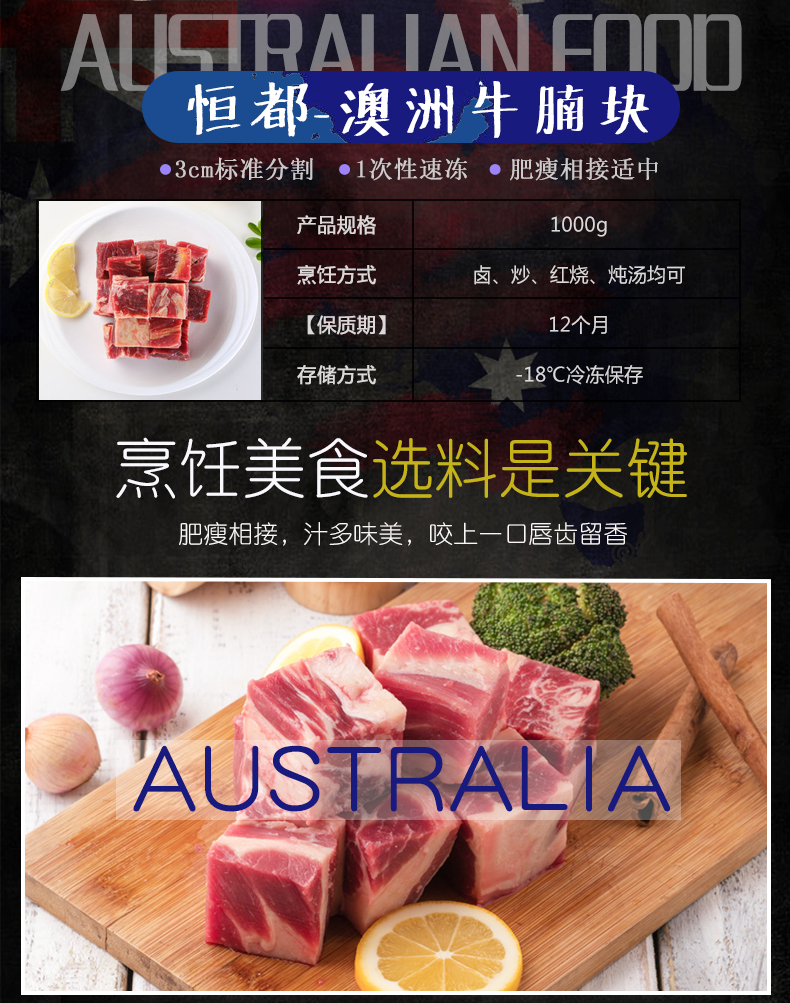 AUSTRALIAN FOOD
恒都-澳洲牛腩块
●3cm标准分割 ●1次性速冻 ●肥瘦相接适中
产品规格 1000g
烹饪方式 卤、炒、红烧、炖汤均可
【保质期】 12个月
存储方式 -18℃冷冻保存
烹饪美食选料是关键
肥瘦相接，汁多味美，咬上一口唇齿留香
AUSTRALIA